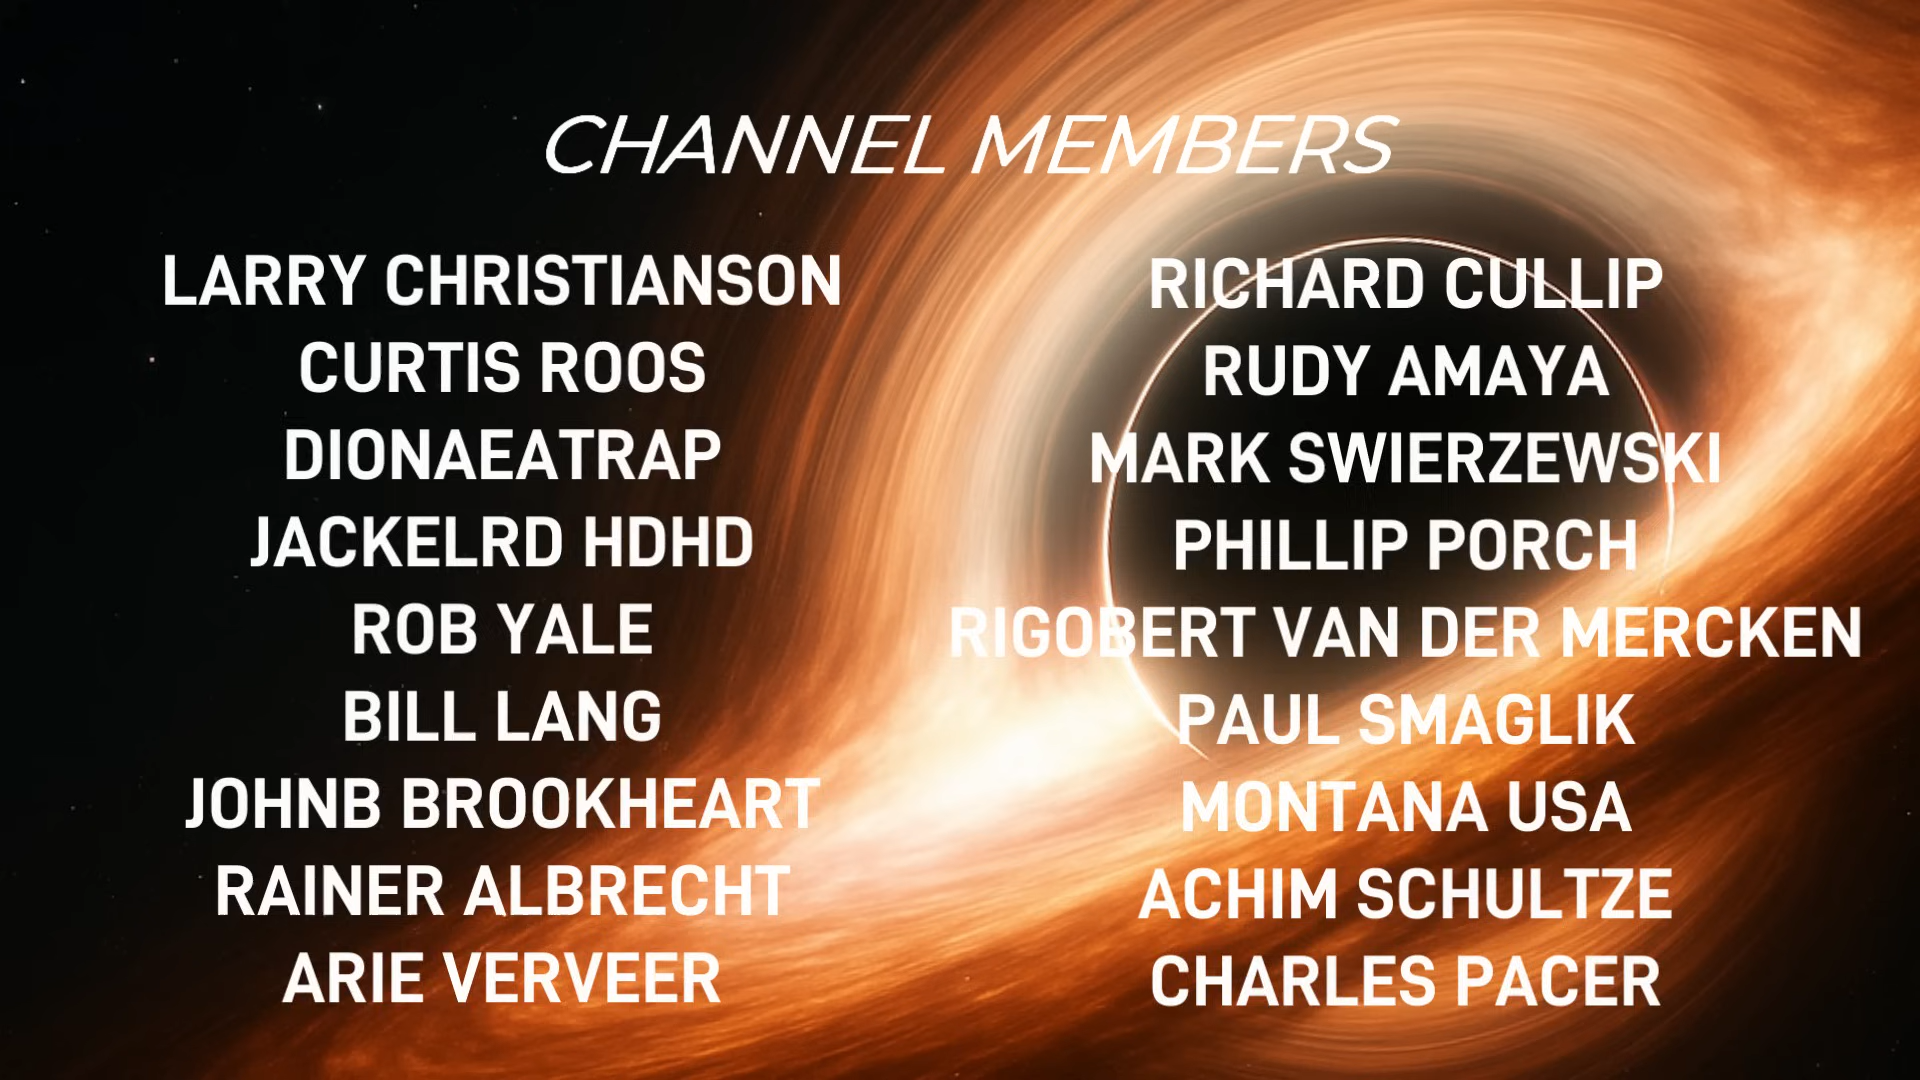 CHANNEL MEMBERS
LARRY CHRISTIANSON
CURTIS ROOS
DIONAEATRAP
JACKELRD HDHD
ROB YALE
BILL LANG
JOHNB BROOKHEART
RAINER ALBRECHT
ARIE VERVEER
RICHARD CULLIP
RUDY AMAYA
MARK SWIERZEWSKI
PHILLIP PORCH
RIGOBERT VAN DER MERCKEN
PAUL SMAGLIK
MONTANA USA
ACHIM SCHULTZE
CHARLES PACER